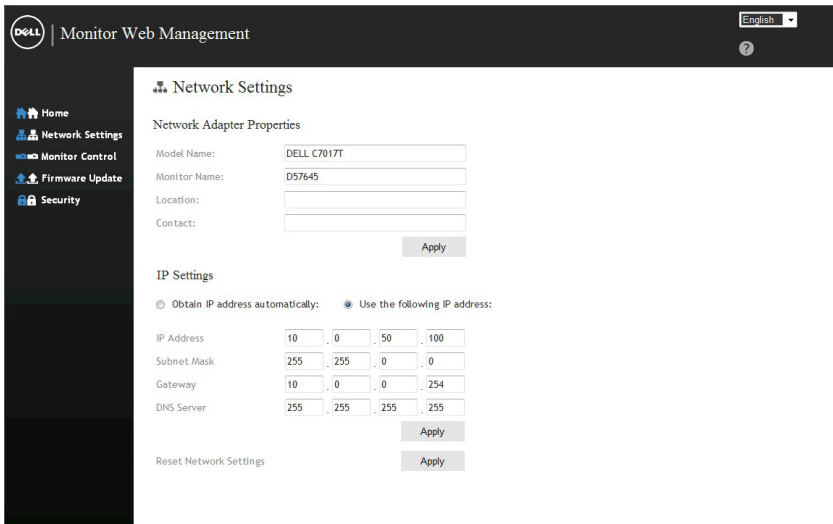 DELL | Monitor Web Management
English
?
Home
Network Settings
Monitor Control
Firmware Update
Security
Network Settings
Network Adapter Properties
Model Name: DELL C7017T
Monitor Name: D57645
Location:
Contact:
Apply
IP Settings
Obtain IP address automatically: Use the following IP address:
IP Address 10 . 0 . 50 . 100
Subnet Mask 255 . 255 . 0 . 0
Gateway 10 . 0 . 0 . 254
DNS Server 255 . 255 . 255 . 255
Apply
Reset Network Settings Apply